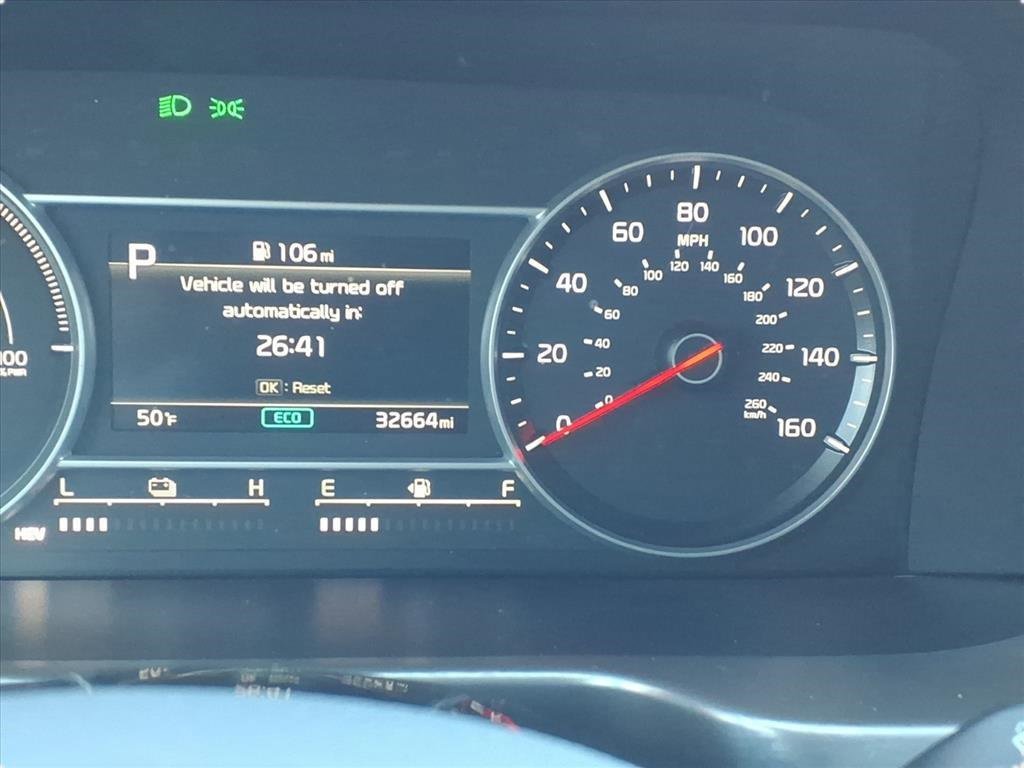 P
106 mi
Vehicle will be turned off
automatically in:
26:41
OK : Reset
50°F
ECO
32664 mi
L H
E F
HEV
100
% PWR
0 20 40 60 80 100 120 140 160
MPH
0 20 40 60 80 100 120 140 160 180 200 220 240 260
km/h